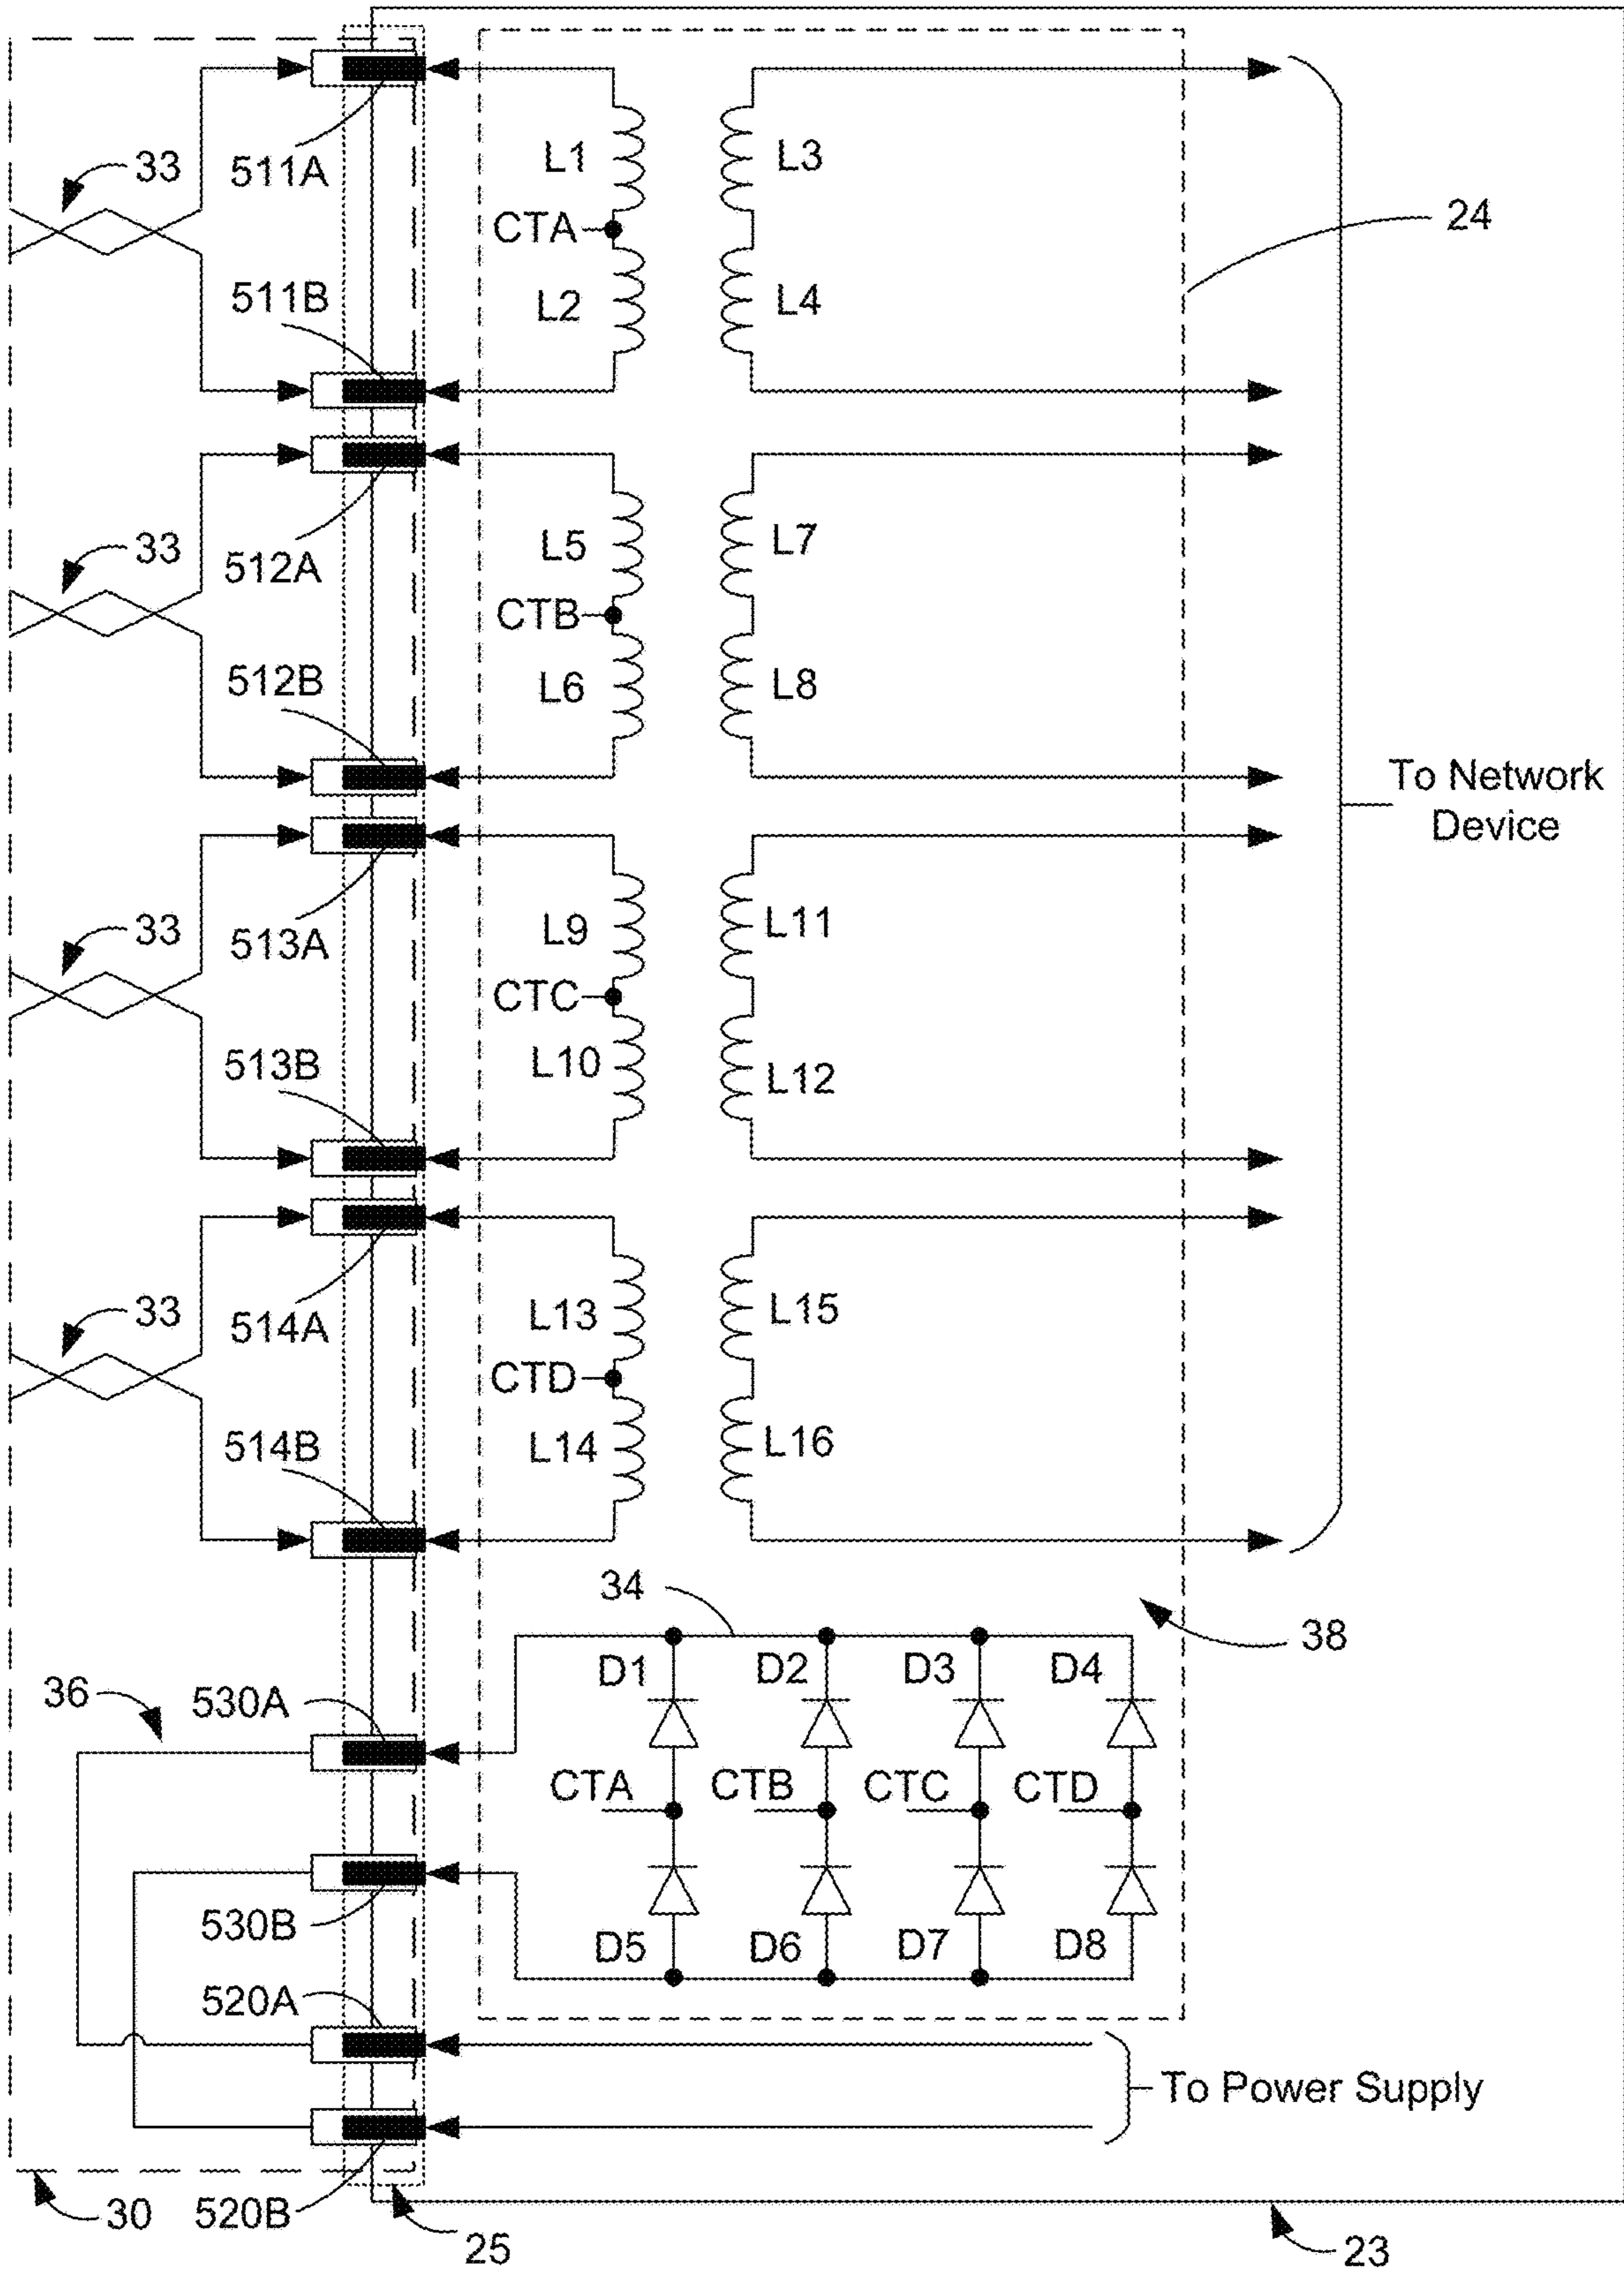 33
511A
L1
L3
CTA
24
511B
L2
L4
33
512A
L5
L7
CTB
512B
L6
L8
To Network
Device
33
513A
L9
L11
CTC
513B
L10
L12
33
514A
L13
L15
CTD
514B
L14
L16
34
38
D1
D2
D3
D4
36
530A
CTA
CTB
CTC
CTD
530B
D5
D6
D7
D8
520A
To Power Supply
30
520B
25
23